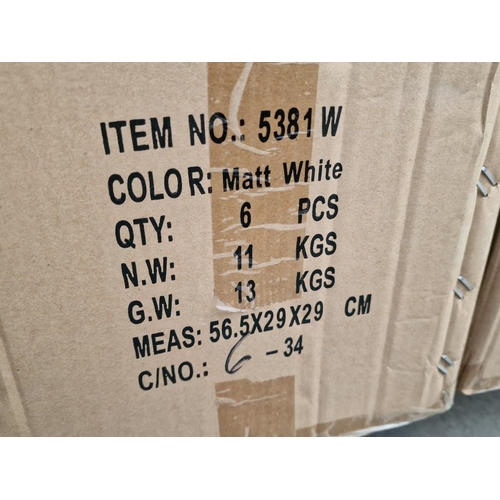 ITEM NO.: 5381 W
COLOR: Matt White
QTY: 6 PCS
N.W: 11 KGS
G.W: 13 KGS
MEAS: 56.5X29X29 CM
C/NO.: 6 - 34